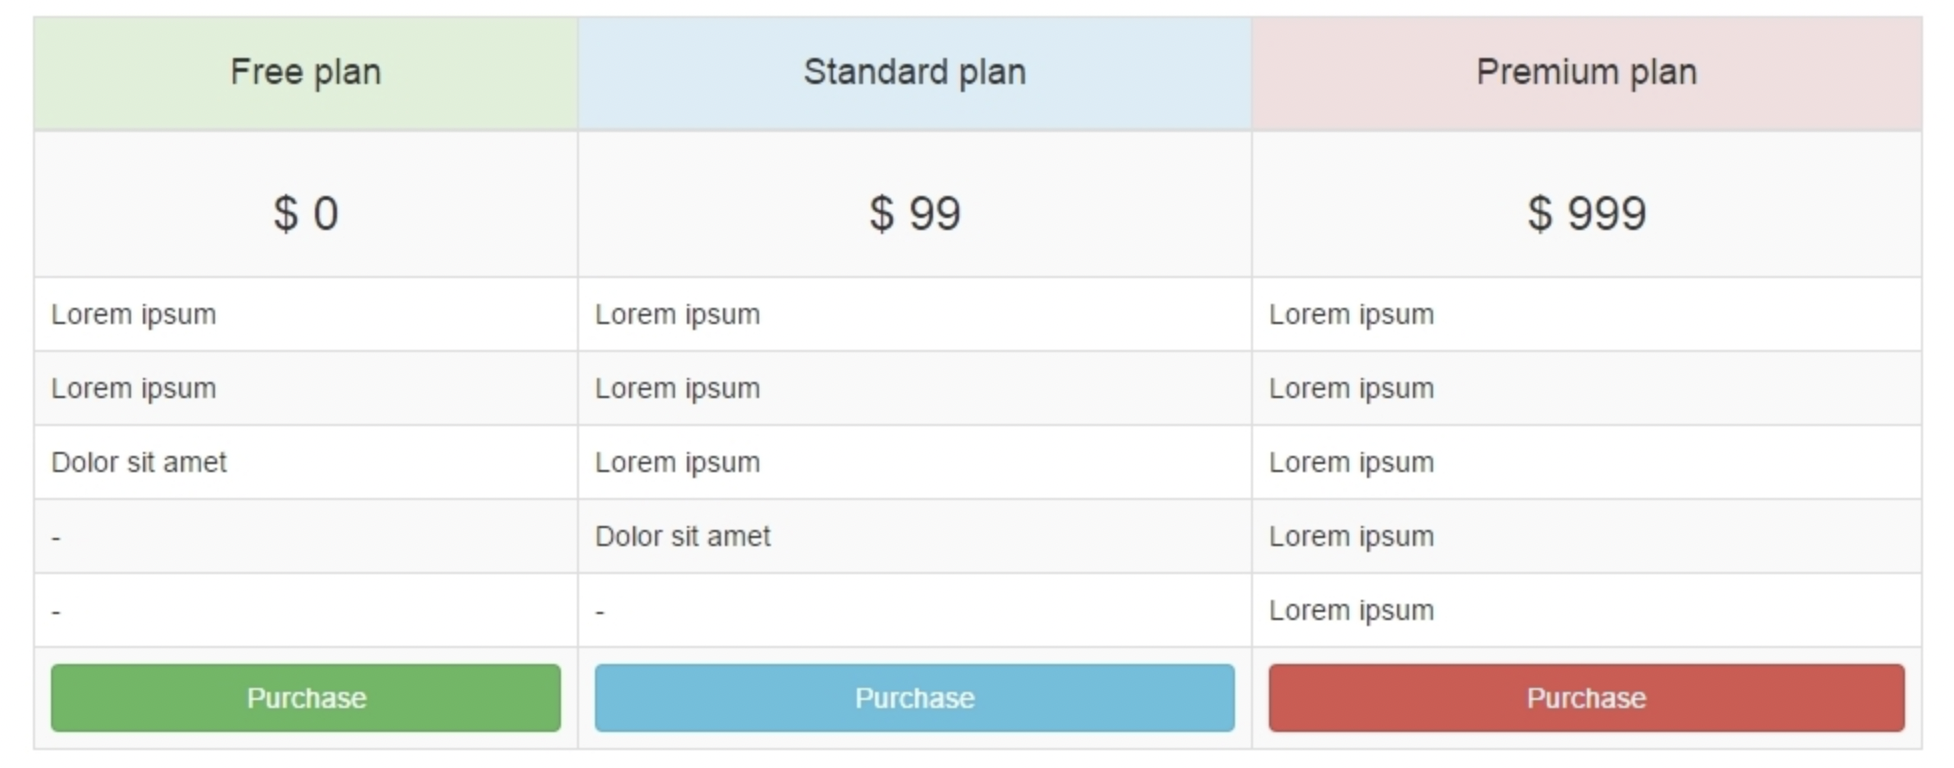 Free plan Standard plan Premium plan
$ 0 $ 99 $ 999
Lorem ipsum Lorem ipsum Lorem ipsum
Lorem ipsum Lorem ipsum Lorem ipsum
Dolor sit amet Lorem ipsum Lorem ipsum
- Dolor sit amet Lorem ipsum
- - Lorem ipsum
Purchase Purchase Purchase